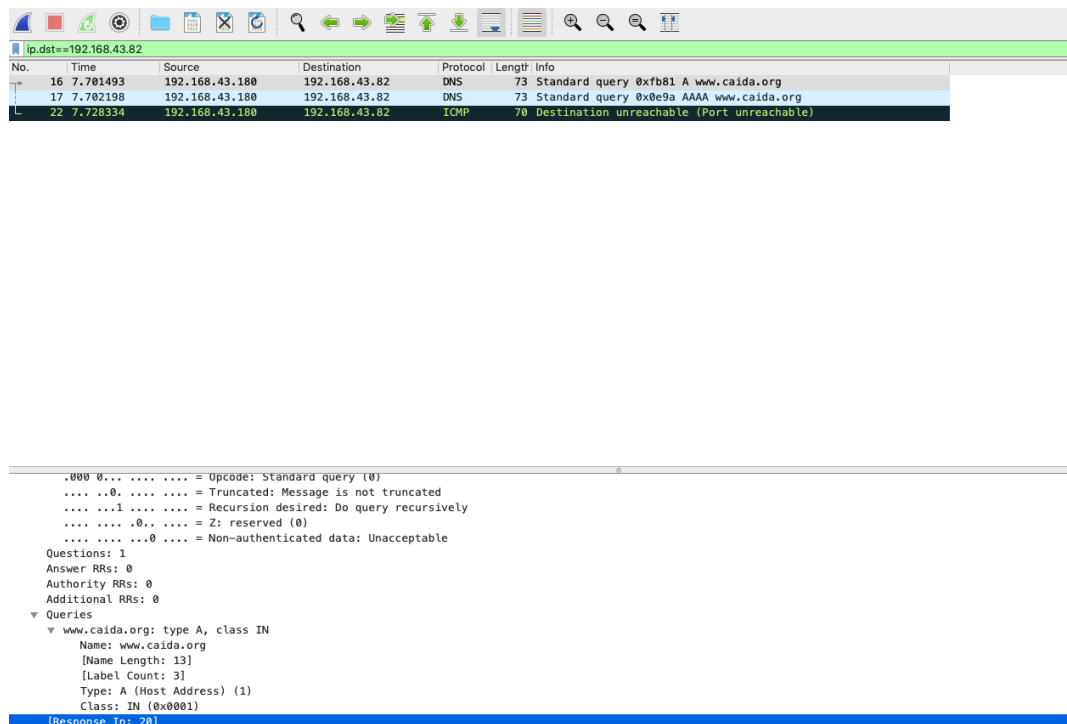 ip.dst==192.168.43.82
No. Time Source Destination Protocol Length Info
16 7.701493 192.168.43.180 192.168.43.82 DNS 73 Standard query 0xfb81 A www.caida.org
17 7.702198 192.168.43.180 192.168.43.82 DNS 73 Standard query 0x0e9a AAAA www.caida.org
22 7.728334 192.168.43.180 192.168.43.82 ICMP 70 Destination unreachable (Port unreachable)
.000 0... .... .... = Opcode: Standard query (0)
.... ..0. .... .... = Truncated: Message is not truncated
.... ...1 .... .... = Recursion desired: Do query recursively
.... .... .0.. .... = Z: reserved (0)
.... .... ...0 .... = Non-authenticated data: Unacceptable
Questions: 1
Answer RRs: 0
Authority RRs: 0
Additional RRs: 0
Queries
www.caida.org: type A, class IN
Name: www.caida.org
[Name Length: 13]
[Label Count: 3]
Type: A (Host Address) (1)
Class: IN (0x0001)
[Response In: 20]